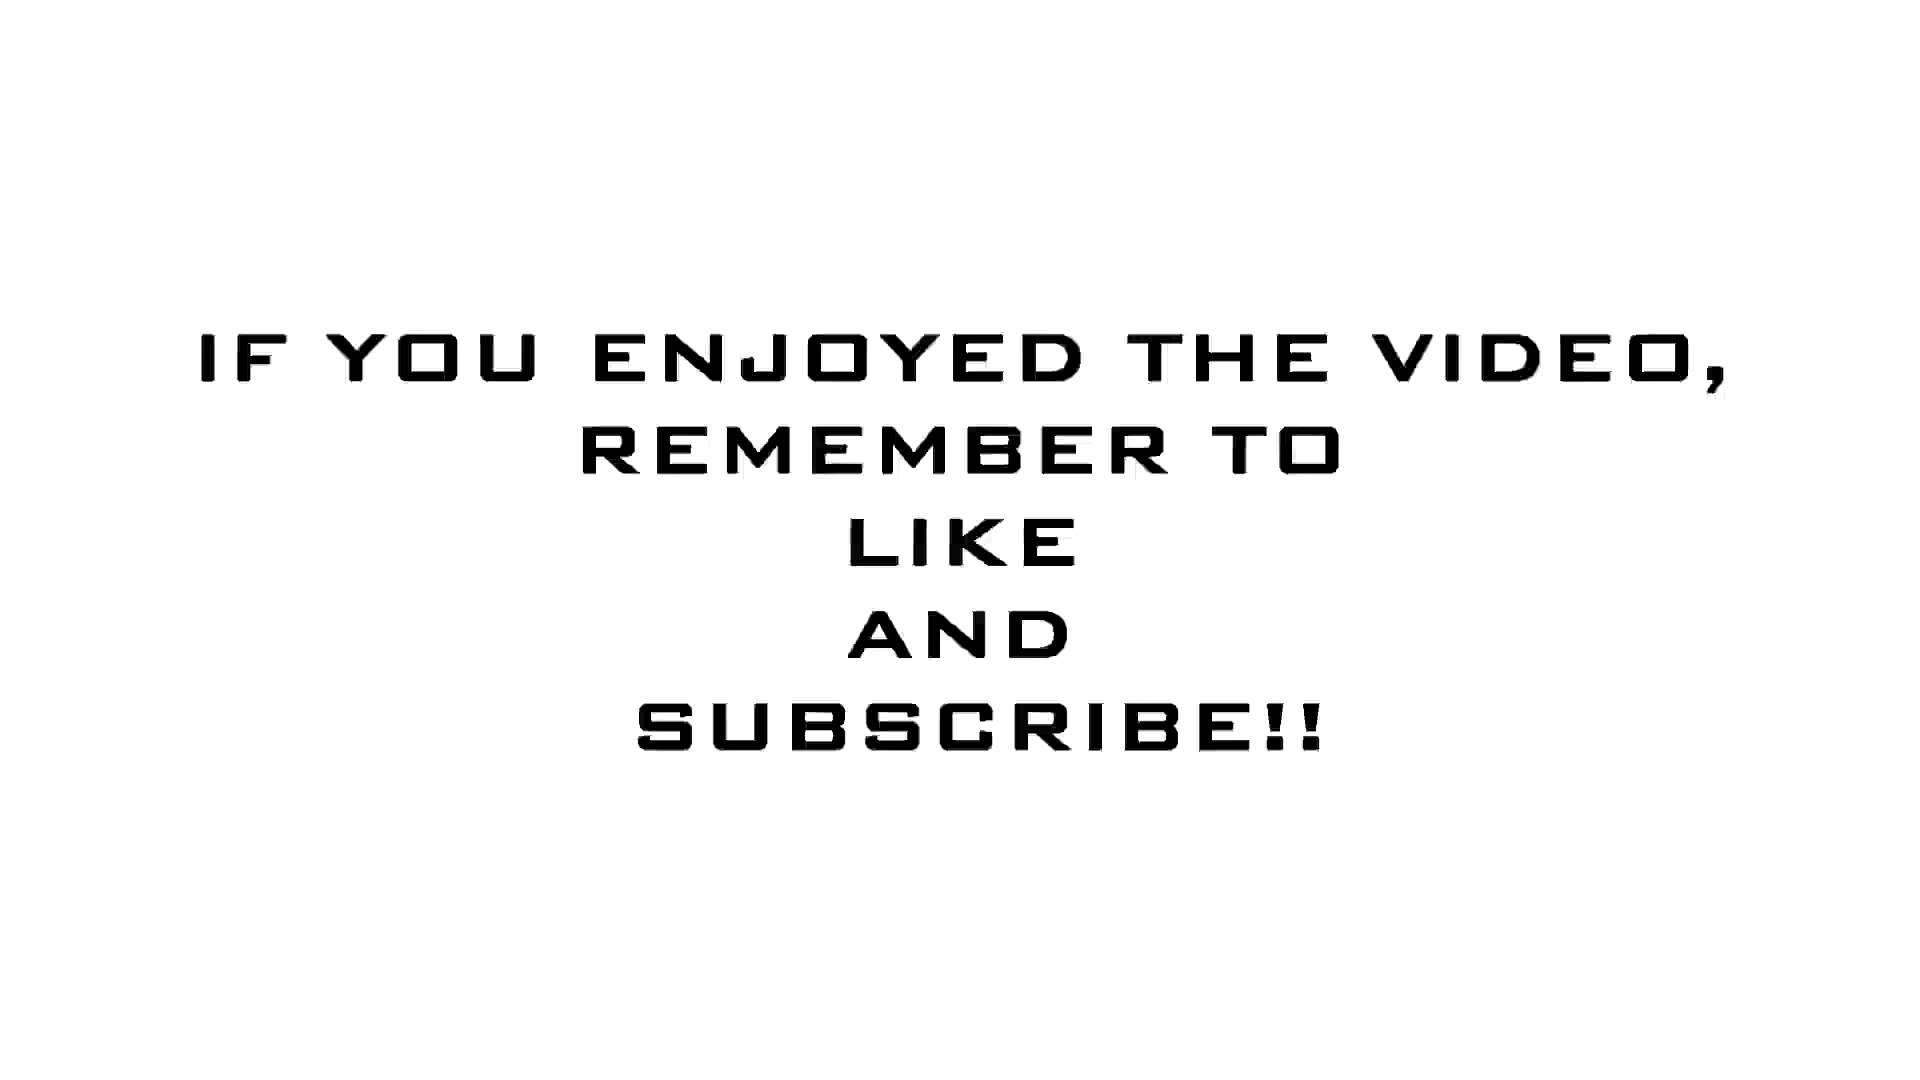 IF YOU ENJOYED THE VIDEO,
REMEMBER TO
LIKE
AND
SUBSCRIBE!!